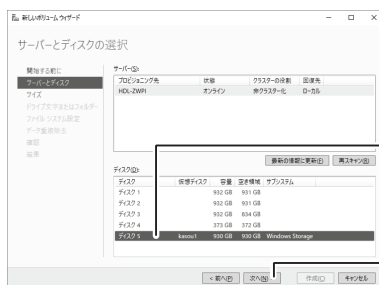 新しいボリューム ウィザード
サーバーとディスクの選択
開始する前に
サーバーとディスク
サイズ
ドライブ文字またはフォルダー
ファイル システム設定
データ重複除去
確認
結果
サーバー(S):
プロビジョニング先 状態 クラスターの役割 回復先
HDL-ZWPI オンライン 非クラスター化 ローカル
最新の情報に更新(F) 再スキャン(R)
ディスク(D):
ディスク 仮想ディスク 容量 空き領域 サブシステム
ディスク 1 932 GB 931 GB
ディスク 2 932 GB 931 GB
ディスク 3 932 GB 834 GB
ディスク 4 373 GB 372 GB
ディスク 5 kasou1 930 GB 930 GB Windows Storage
< 前へ(P) 次へ(N) > 作成(C) キャンセル